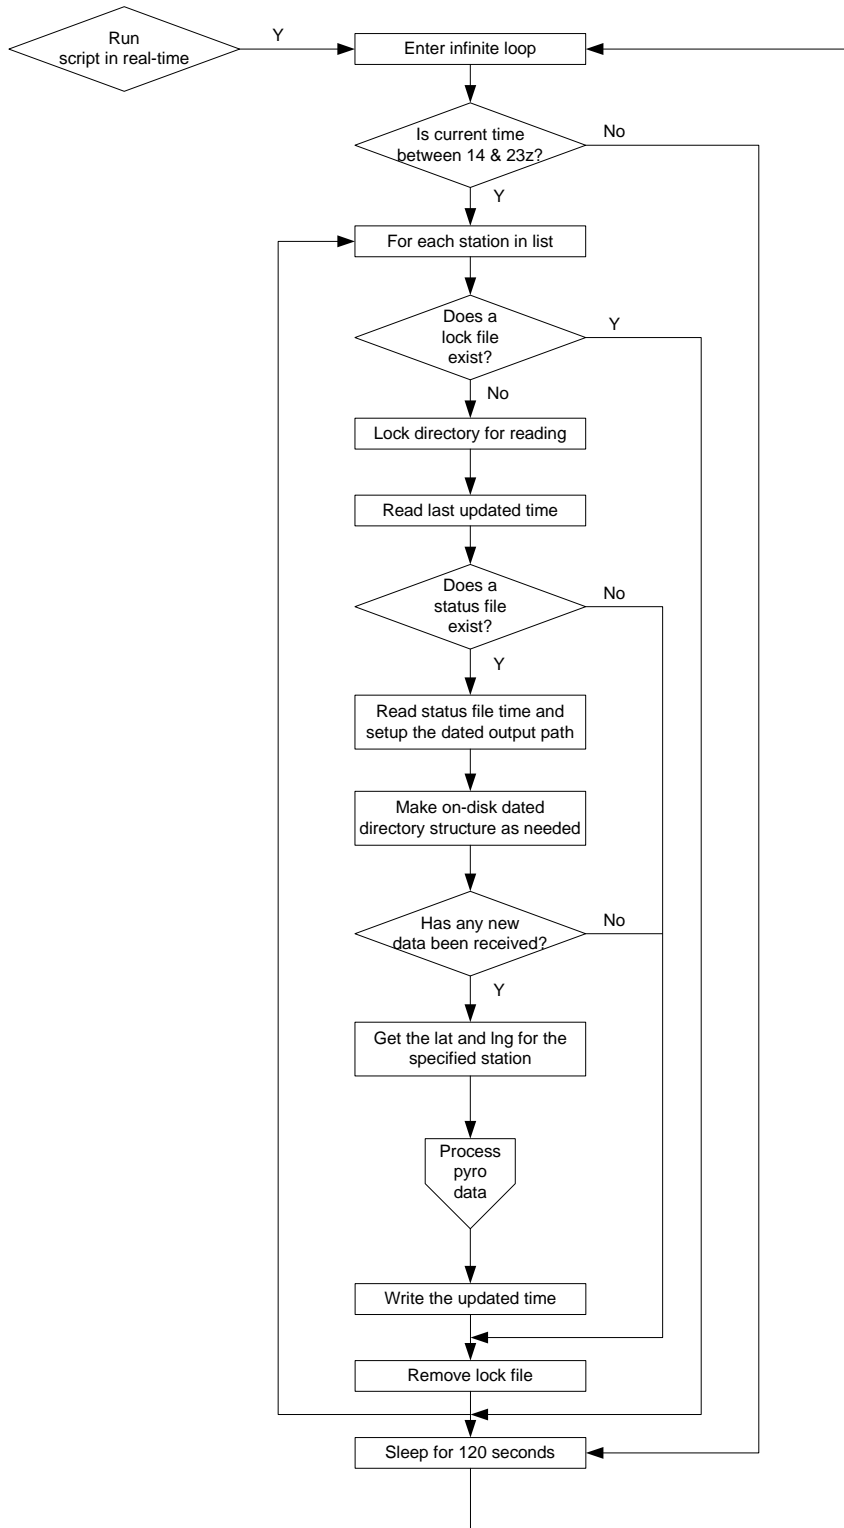 Run
script in real-time
Y
Enter infinite loop
Is current time
between 14 & 23z?
No
Y
For each station in list
Does a
lock file
exist?
Y
No
Lock directory for reading
Read last updated time
Does a
status file
exist?
No
Y
Read status file time and
setup the dated output path
Make on-disk dated
directory structure as needed
Has any new
data been received?
No
Y
Get the lat and lng for the
specified station
Process
pyro
data
Write the updated time
Remove lock file
Sleep for 120 seconds